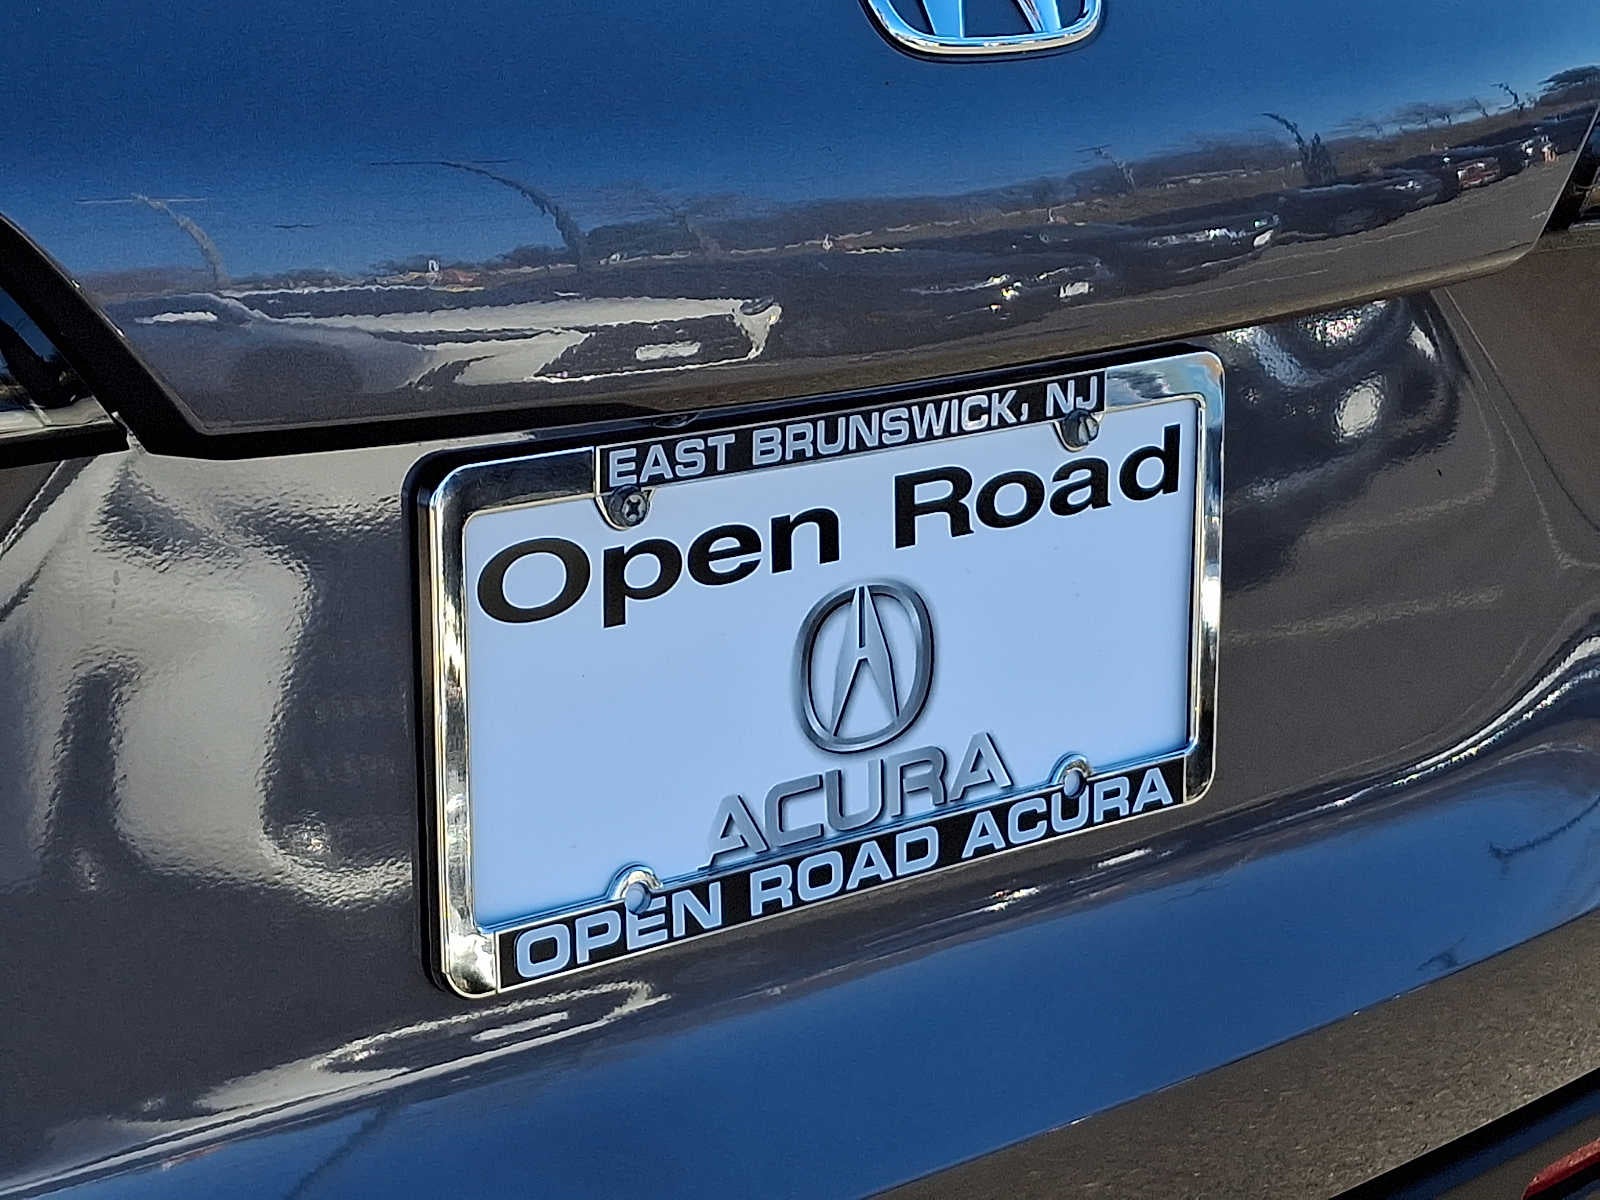 EAST BRUNSWICK, NJ
Open Road
ACURA
OPEN ROAD ACURA